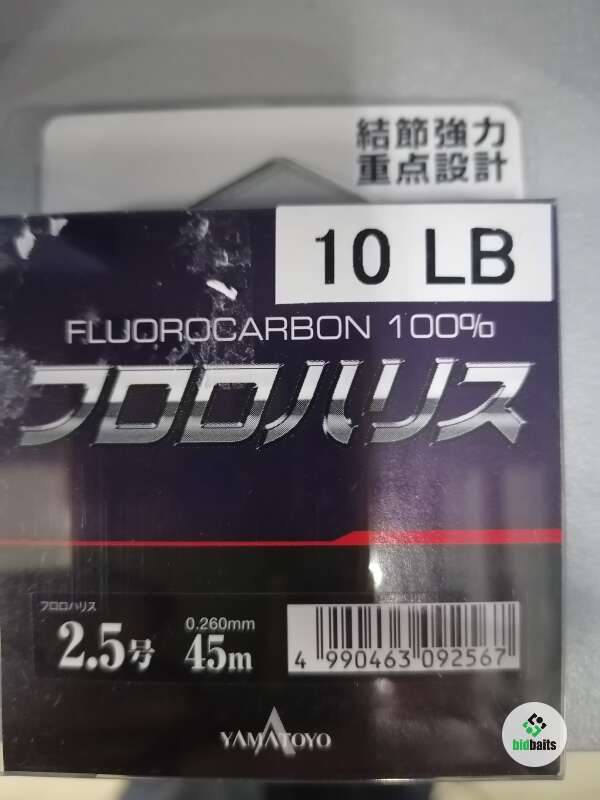 結節強力
重点設計
10 LB
FLUOROCARBON 100%
フロロハリス
フロロハリス
2.5号
0.260mm
45m
4 990463 092567
YAMATOYO
bidbaits